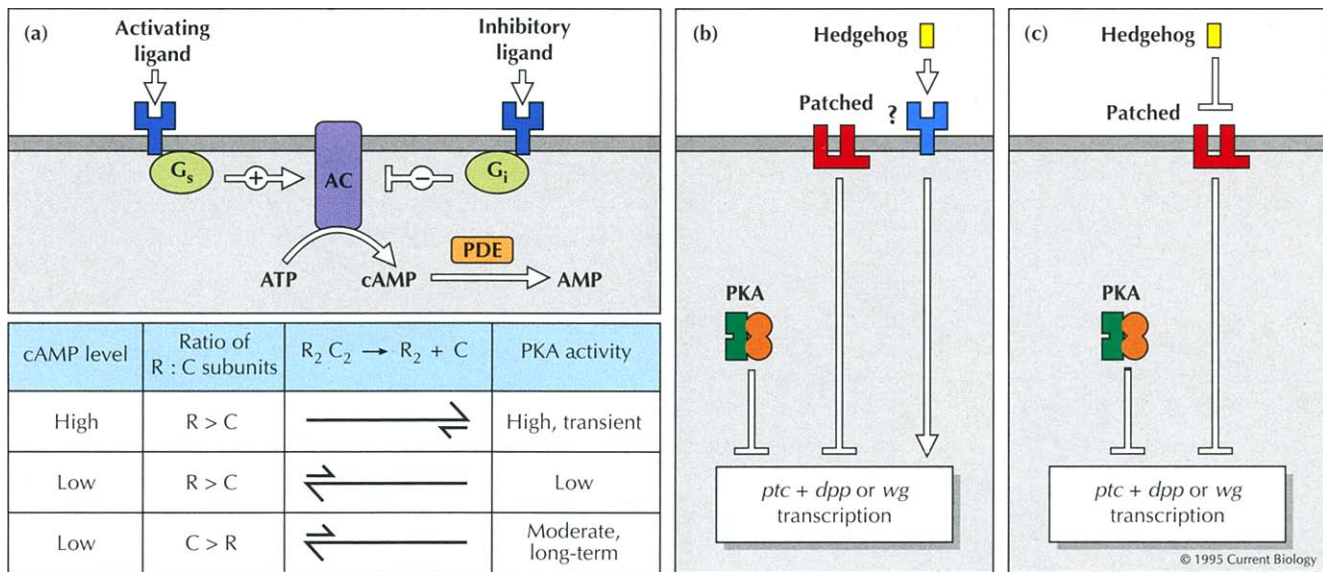 (a)
Activating
ligand
Inhibitory
ligand
Gs
+
AC
−
Gi
PDE
ATP
cAMP
AMP
cAMP level
Ratio of
R : C subunits
R2 C2 → R2 + C
PKA activity
High
R > C
High, transient
Low
R > C
Low
Low
C > R
Moderate,
long-term
(b)
Hedgehog
Patched
?
PKA
ptc + dpp or wg
transcription
(c)
Hedgehog
Patched
PKA
ptc + dpp or wg
transcription
© 1995 Current Biology